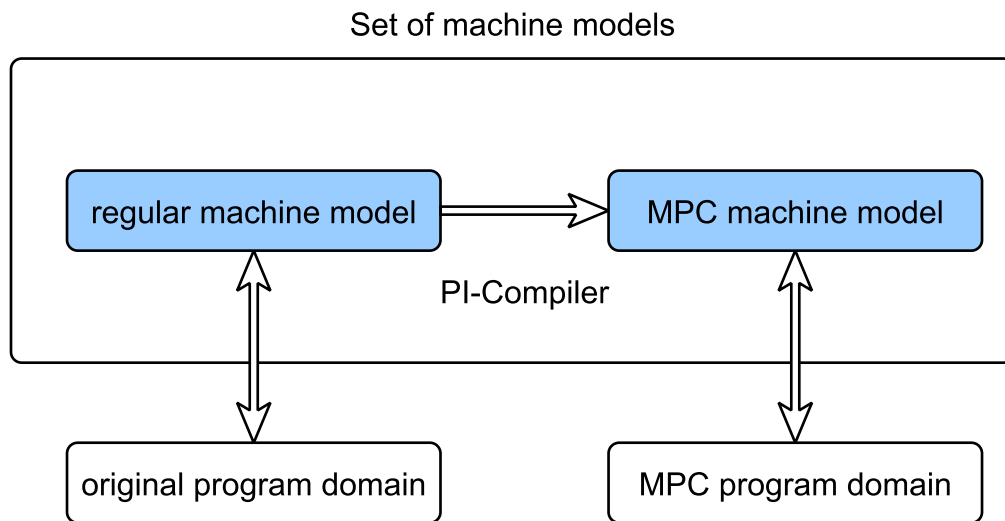 Set of machine models
regular machine model
MPC machine model
PI-Compiler
original program domain
MPC program domain